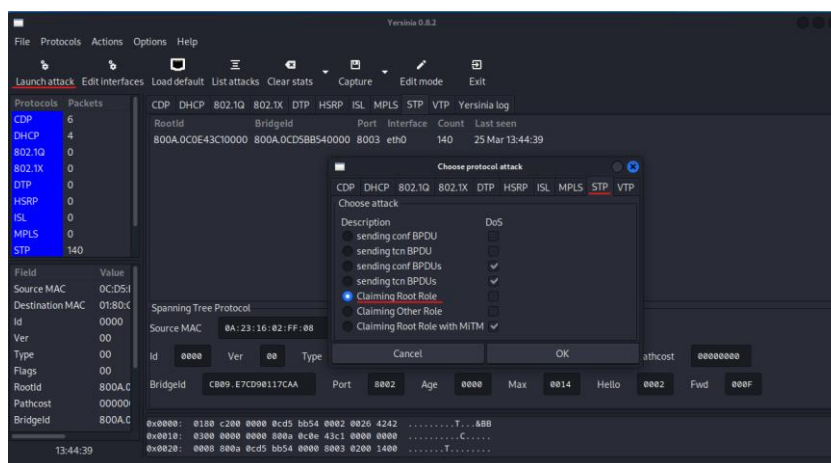 Yersinia 0.8.2
File Protocols Actions Options Help
Launch attack Edit interfaces Load default List attacks Clear stats Capture Edit mode Exit
Protocols Packets
CDP 6
DHCP 4
802.1Q 0
802.1X 0
DTP 0
HSRP 0
ISL 0
MPLS 0
STP 140
CDP DHCP 802.1Q 802.1X DTP HSRP ISL MPLS STP VTP Yersinia log
RootId BridgeId Port Interface Count Last seen
800A.0C0E43C10000 800A.0CD5BB540000 8003 eth0 140 25 Mar 13:44:39
Choose protocol attack
CDP DHCP 802.1Q 802.1X DTP HSRP ISL MPLS STP VTP
Choose attack
Description DoS
sending conf BPDU
sending tcn BPDU
sending conf BPDUs
sending tcn BPDUs
Claiming Root Role
Claiming Other Role
Claiming Root Role with MiTM
Cancel OK
Field Value
Source MAC 0C:D5:
Destination MAC 01:80:
Id 0000
Ver 00
Type 00
Flags 00
RootId 800A.
Pathcost 00000
BridgeId 800A.
13:44:39
Spanning Tree Protocol
Source MAC 0A:23:16:02:FF:08
Id 0000 Ver 00 Type athcost 00000000
BridgeId CB09.E7CD90117CAA Port 8002 Age 0000 Max 0014 Hello 0002 Fwd 000F
0x0000: 0180 c200 0000 0cd5 bb54 0002 0026 4242 .........T...&BB
0x0010: 0300 0000 0000 800a 0c0e 43c1 0000 0000 ..........C.....
0x0020: 0008 800a 0cd5 bb54 0000 8003 0200 1400 .......T........